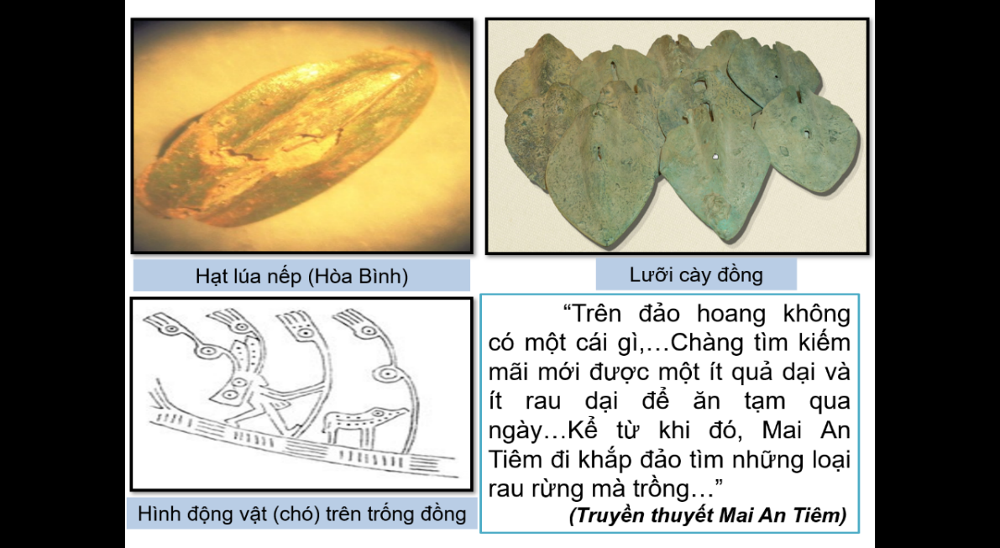 Hạt lúa nếp (Hòa Bình)
Lưỡi cày đồng
Hình động vật (chó) trên trống đồng
“Trên đảo hoang không
có một cái gì,…Chàng tìm kiếm
mãi mới được một ít quả dại và
ít rau dại để ăn tạm qua
ngày…Kể từ khi đó, Mai An
Tiêm đi khắp đảo tìm những loại
rau rừng mà trồng…”
(Truyền thuyết Mai An Tiêm)